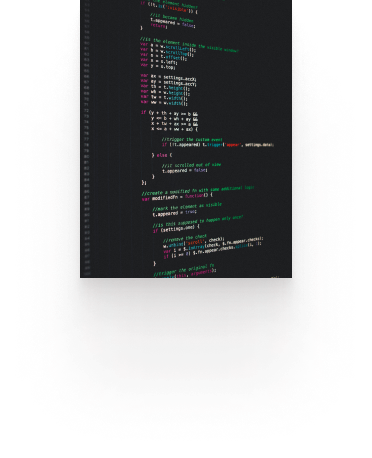 //it became hidden
t.appeared = false;
return;
}
//is the element inside the visible window?
var a = w.scrollLeft();
var b = w.scrollTop();
var o = t.offset();
var x = o.left;
var y = o.top;
var ax = settings.accX;
var ay = settings.accY;
var th = t.height();
var wh = w.height();
var tw = t.width();
var ww = w.width();
if (y + th + ay >= b &&
y <= b + wh + ay &&
x + tw + ax >= a &&
x <= a + ww + ax) {
//trigger the custom event
if (!t.appeared) t.trigger('appear', settings.data);
} else {
//it scrolled out of view
t.appeared = false;
}
};
//create a modified fn with some additional logic
var modifiedFn = function() {
//mark the element as visible
t.appeared = true;
//is this supposed to happen only once?
if (settings.one) {
//remove the check
w.unbind('scroll', check);
var i = $.inArray(check, $.fn.appear.checks);
if (i >= 0) $.fn.appear.checks.splice(i, 1);
}
//trigger the original fn